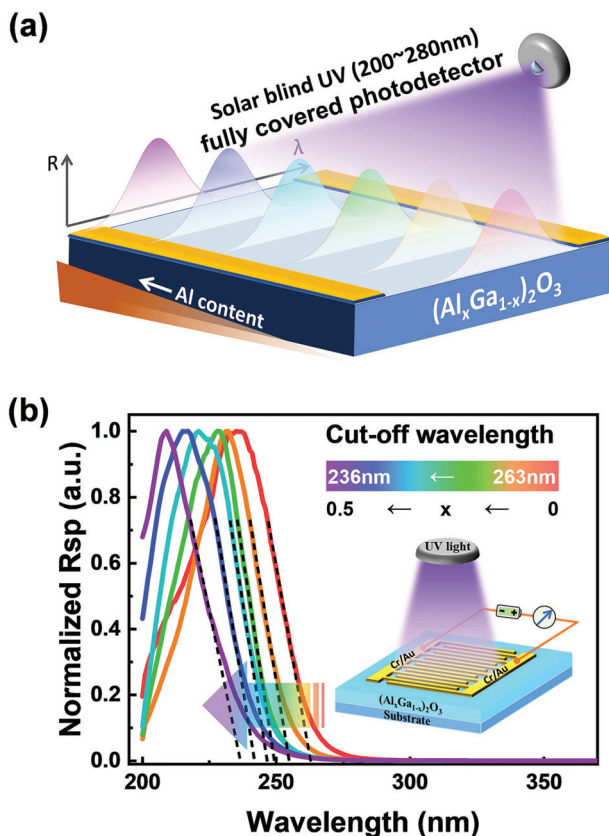 (a)
Solar blind UV (200~280nm)
fully covered photodetector
R
λ
← Al content
(AlxGa1-x)2O3
(b)
Normalized Rsp (a.u.)
1.0
0.8
0.6
0.4
0.2
0.0
Cut-off wavelength
236nm ← 263nm
0.5 ← x ← 0
UV light
Cr/Au
Cr/Au
(AlxGa1-x)2O3
Substrate
200 250 300 350
Wavelength (nm)